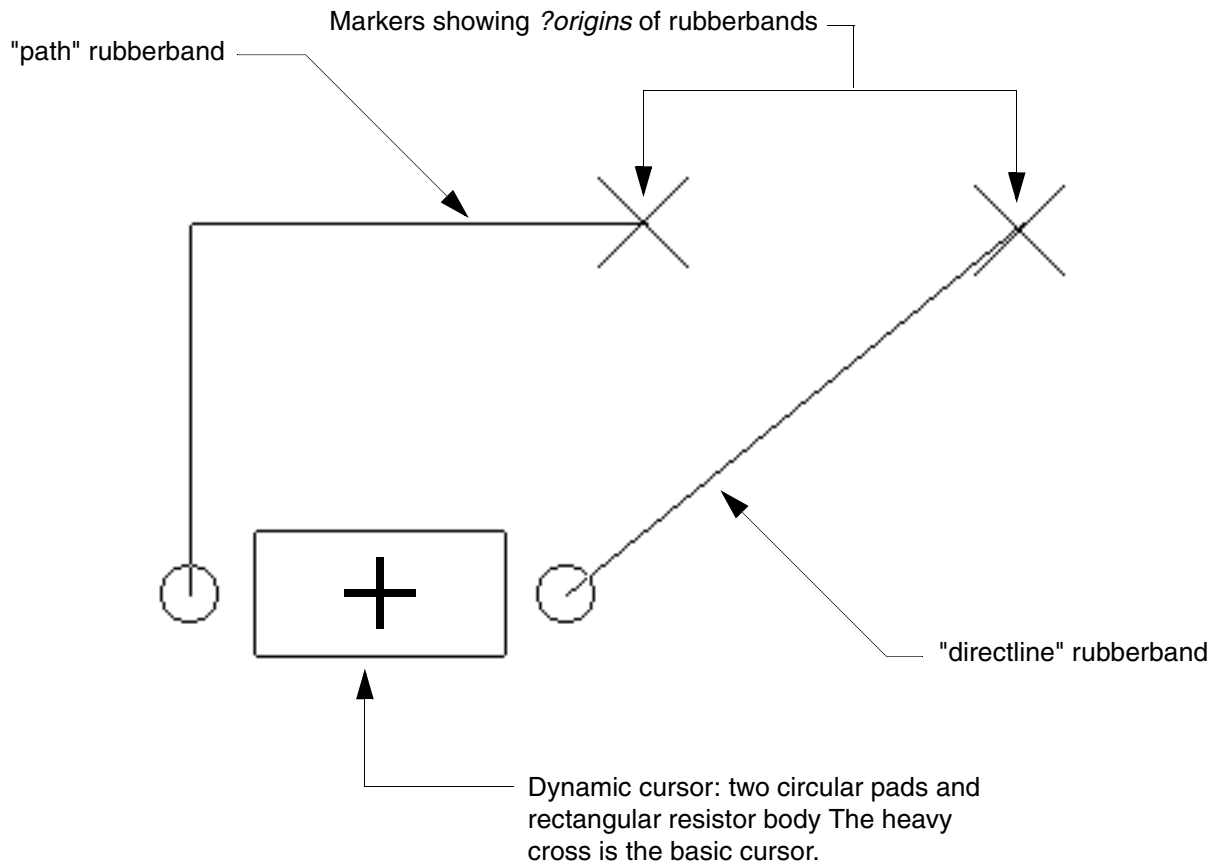 Markers showing ?origins of rubberbands
"path" rubberband
"directline" rubberband
Dynamic cursor: two circular pads and
rectangular resistor body The heavy
cross is the basic cursor.